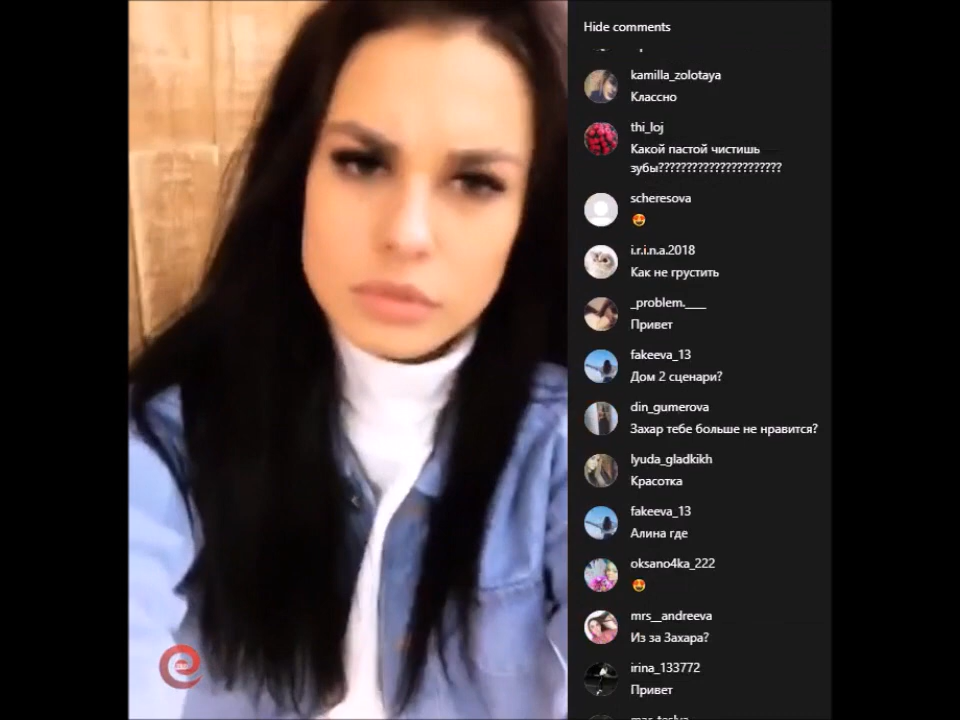 Hide comments
kamilla_zolotaya
Классно
thi_loj
Какой пастой чистишь
зубы??????????????????????
scheresova
😍
i.r.i.n.a.2018
Как не грустить
_problem.____
Привет
fakeeva_13
Дом 2 сценари?
din_gumerova
Захар тебе больше не нравится?
lyuda_gladkikh
Красотка
fakeeva_13
Алина где
oksano4ka_222
😍
mrs__andreeva
Из за Захара?
irina_133772
Привет